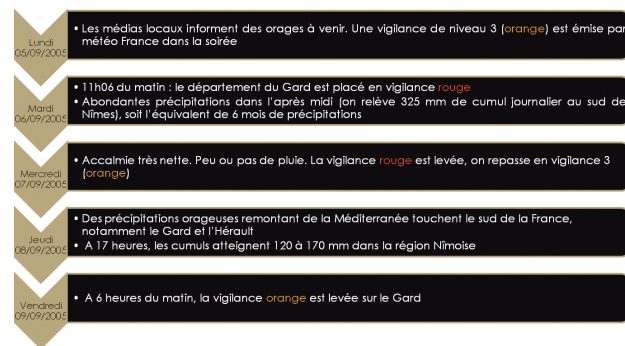 Lundi
05/09/2005
• Les médias locaux informent des orages à venir. Une vigilance de niveau 3 (orange) est émise par
météo France dans la soirée
Mardi
06/09/2005
• 11h06 du matin : le département du Gard est placé en vigilance rouge
• Abondantes précipitations dans l'après midi (on relève 325 mm de cumul journalier au sud de
Nîmes), soit l'équivalent de 6 mois de précipitations
Mercredi
07/09/2005
• Accalmie très nette. Peu ou pas de pluie. La vigilance rouge est levée, on repasse en vigilance 3
(orange)
Jeudi
08/09/2005
• Des précipitations orageuses remontant de la Méditerranée touchent le sud de la France,
notamment le Gard et l'Hérault
• A 17 heures, les cumuls atteignent 120 à 170 mm dans la région Nîmoise
Vendredi
09/09/2005
• A 6 heures du matin, la vigilance orange est levée sur le Gard